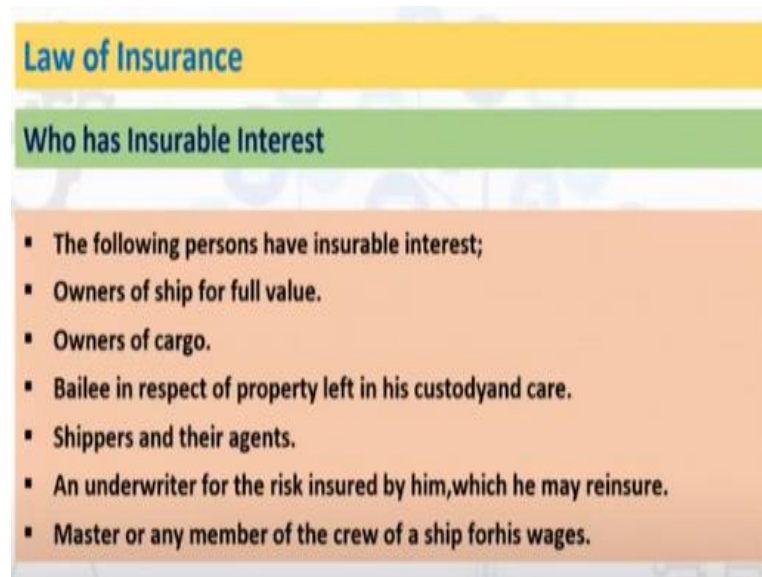 Law of Insurance
Who has Insurable Interest
▪ The following persons have insurable interest;
▪ Owners of ship for full value.
▪ Owners of cargo.
▪ Bailee in respect of property left in his custodyand care.
▪ Shippers and their agents.
▪ An underwriter for the risk insured by him,which he may reinsure.
▪ Master or any member of the crew of a ship forhis wages.